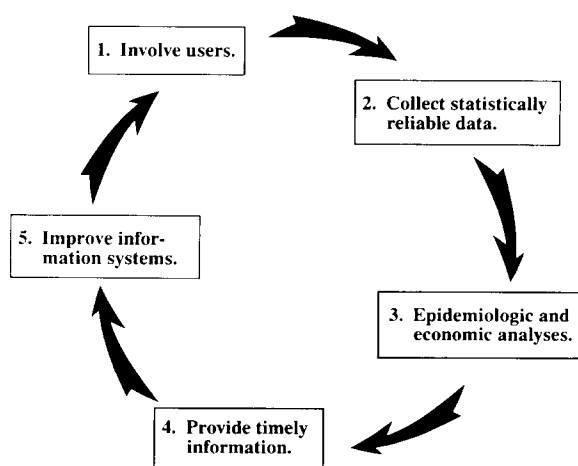 1. Involve users.
2. Collect statistically
reliable data.
3. Epidemiologic and
economic analyses.
4. Provide timely
information.
5. Improve infor-
mation systems.